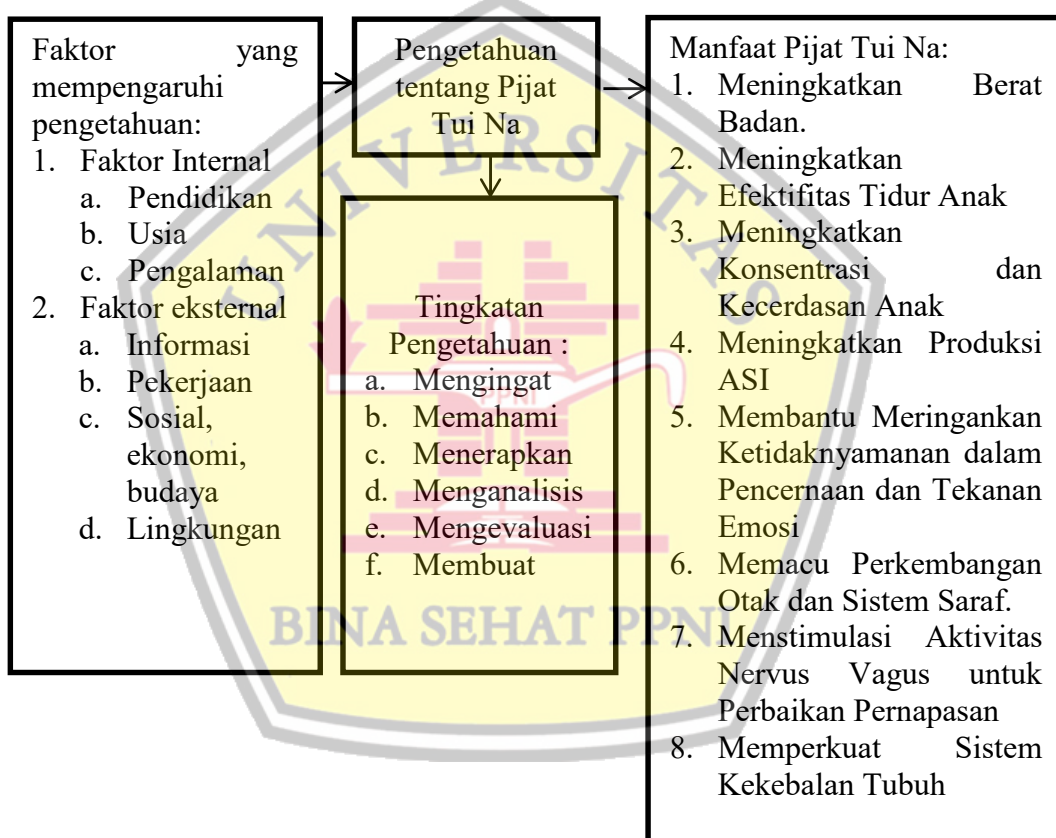 Faktor yang
mempengaruhi
pengetahuan:
1. Faktor Internal
a. Pendidikan
b. Usia
c. Pengalaman
2. Faktor eksternal
a. Informasi
b. Pekerjaan
c. Sosial,
ekonomi,
budaya
d. Lingkungan
Pengetahuan
tentang Pijat
Tui Na
Tingkatan
Pengetahuan :
a. Mengingat
b. Memahami
c. Menerapkan
d. Menganalisis
e. Mengevaluasi
f. Membuat
Manfaat Pijat Tui Na:
1. Meningkatkan Berat
Badan.
2. Meningkatkan
Efektifitas Tidur Anak
3. Meningkatkan
Konsentrasi dan
Kecerdasan Anak
4. Meningkatkan Produksi
ASI
5. Membantu Meringankan
Ketidaknyamanan dalam
Pencernaan dan Tekanan
Emosi
6. Memacu Perkembangan
Otak dan Sistem Saraf.
7. Menstimulasi Aktivitas
Nervus Vagus untuk
Perbaikan Pernapasan
8. Memperkuat Sistem
Kekebalan Tubuh
UNIVERSITAS
PPNI
BINA SEHAT PPNI